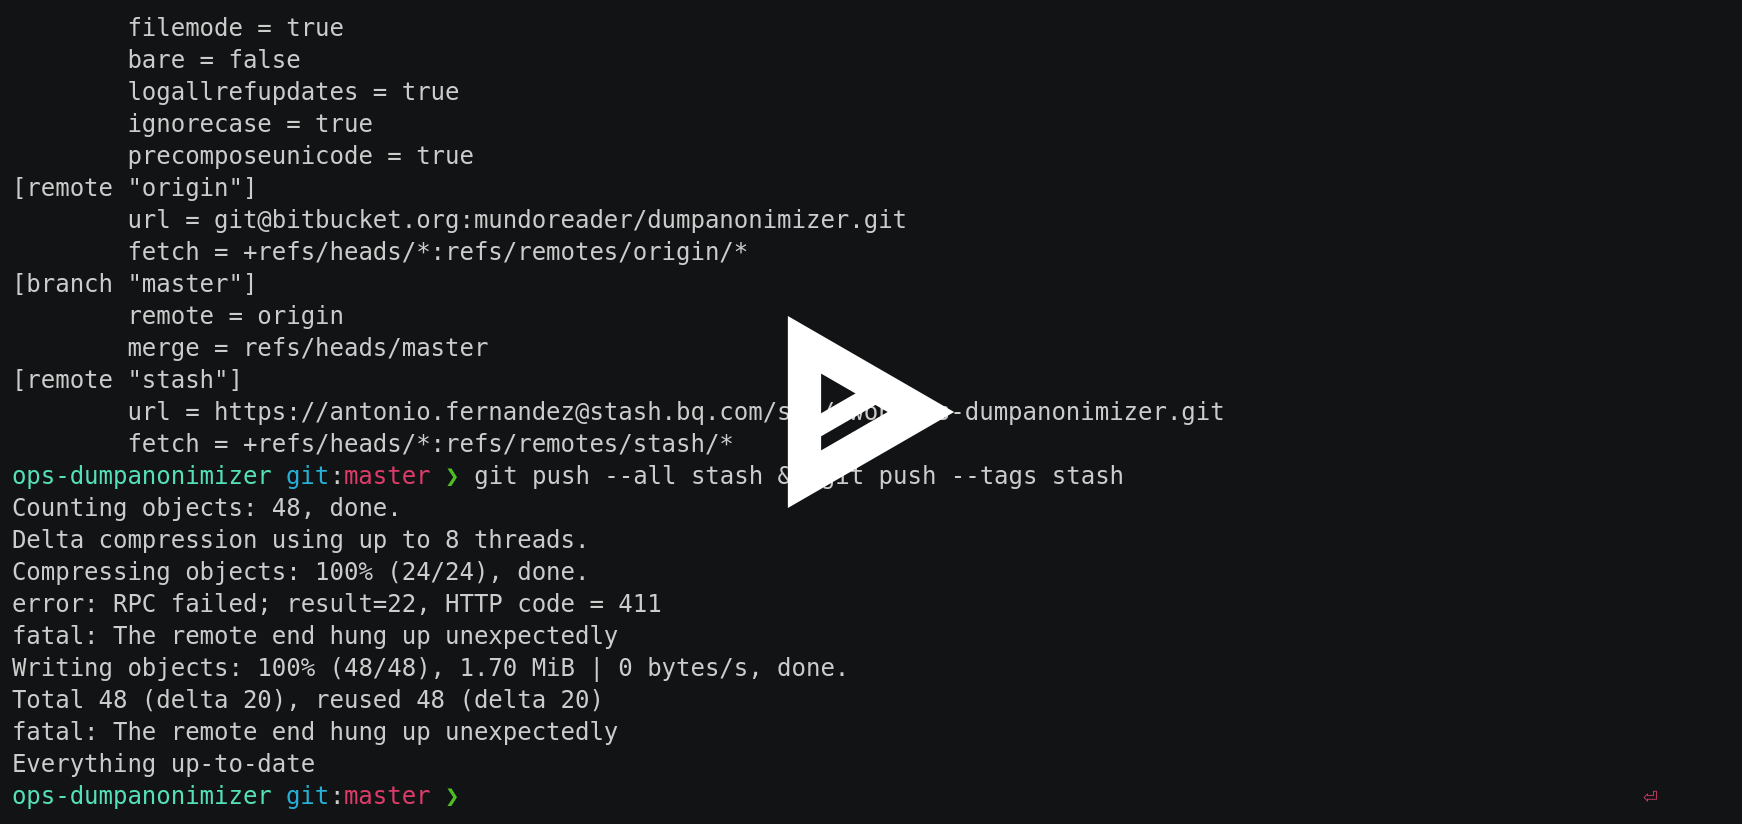 filemode = true
bare = false
logallrefupdates = true
ignorecase = true
precomposeunicode = true
[remote "origin"]
url = git@bitbucket.org:mundoreader/dumpanonimizer.git
fetch = +refs/heads/*:refs/remotes/origin/*
[branch "master"]
remote = origin
merge = refs/heads/master
[remote "stash"]
url = https://antonio.fernandez@stash.bq.com/s -dumpanonimizer.git
fetch = +refs/heads/*:refs/remotes/stash/*
ops-dumpanonimizer git:master ❯ git push --all stash & git push --tags stash
Counting objects: 48, done.
Delta compression using up to 8 threads.
Compressing objects: 100% (24/24), done.
error: RPC failed; result=22, HTTP code = 411
fatal: The remote end hung up unexpectedly
Writing objects: 100% (48/48), 1.70 MiB | 0 bytes/s, done.
Total 48 (delta 20), reused 48 (delta 20)
fatal: The remote end hung up unexpectedly
Everything up-to-date
ops-dumpanonimizer git:master ❯ ⏎